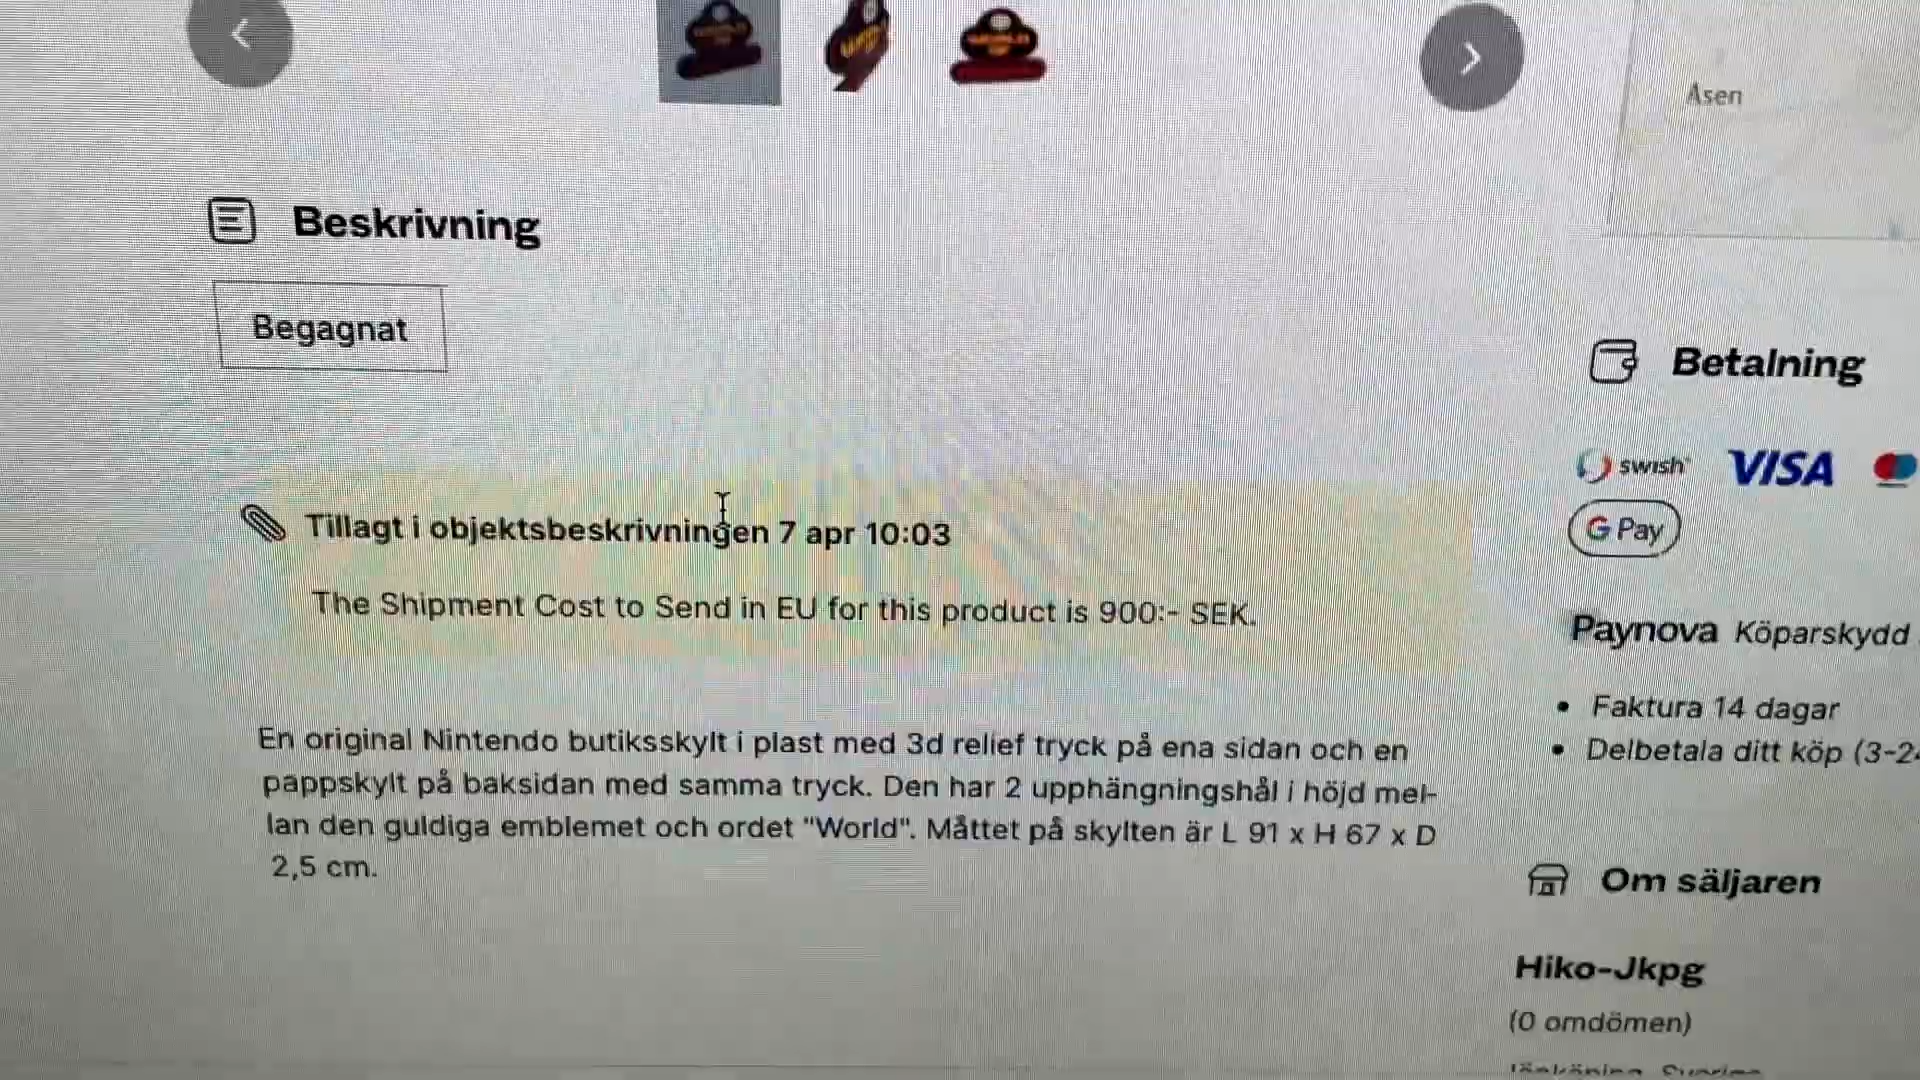 Åsen
Beskrivning
Begagnat
Tillagt i objektsbeskrivningen 7 apr 10:03
The Shipment Cost to Send in EU for this product is 900:- SEK.
En original Nintendo butiksskylt i plast med 3d relief tryck på ena sidan och en
pappskylt på baksidan med samma tryck. Den har 2 upphängningshål i höjd mel-
lan den guldiga emblemet och ordet "World". Måttet på skylten är L 91 x H 67 x D
2,5 cm.
Betalning
swish VISA
G Pay
Paynova Köparskydd
• Faktura 14 dagar
• Delbetala ditt köp (3-24
Om säljaren
Hiko-Jkpg
(0 omdömen)